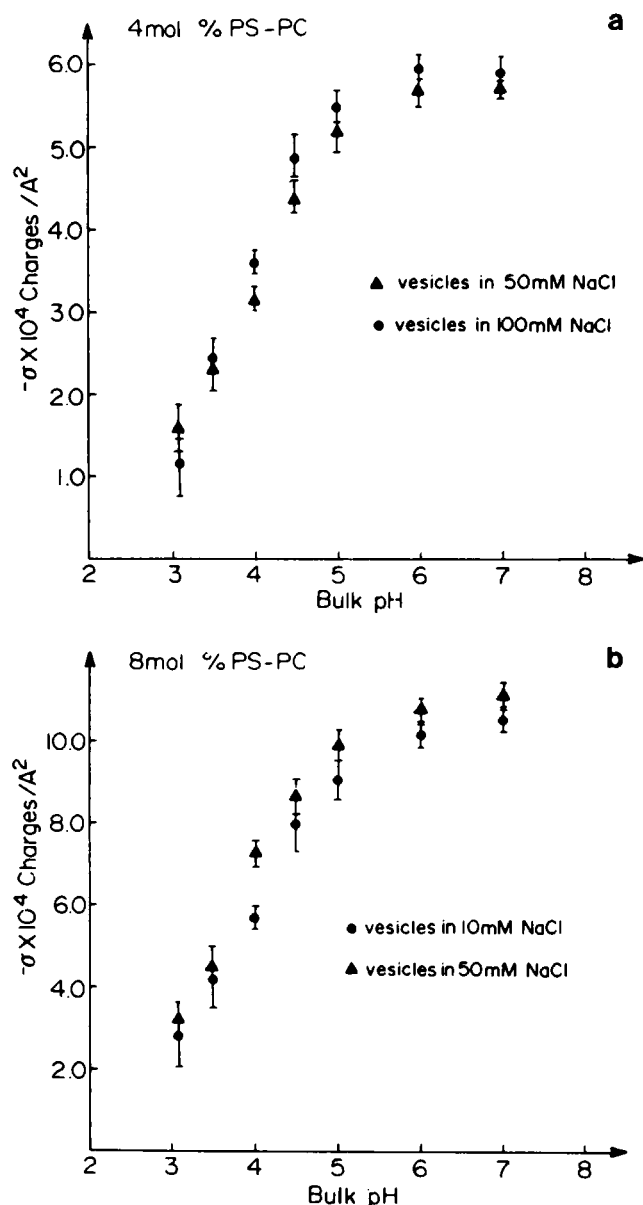 4mol % PS-PC
a
6.0
5.0
4.0
3.0
2.0
1.0
-σ X 10⁴ Charges/A²
▲ vesicles in 50mM NaCl
● vesicles in 100mM NaCl
2 3 4 5 6 7 8
Bulk pH
8mol % PS-PC
b
10.0
8.0
6.0
4.0
2.0
-σ X 10⁴ Charges/A²
● vesicles in 10mM NaCl
▲ vesicles in 50mM NaCl
2 3 4 5 6 7 8
Bulk pH